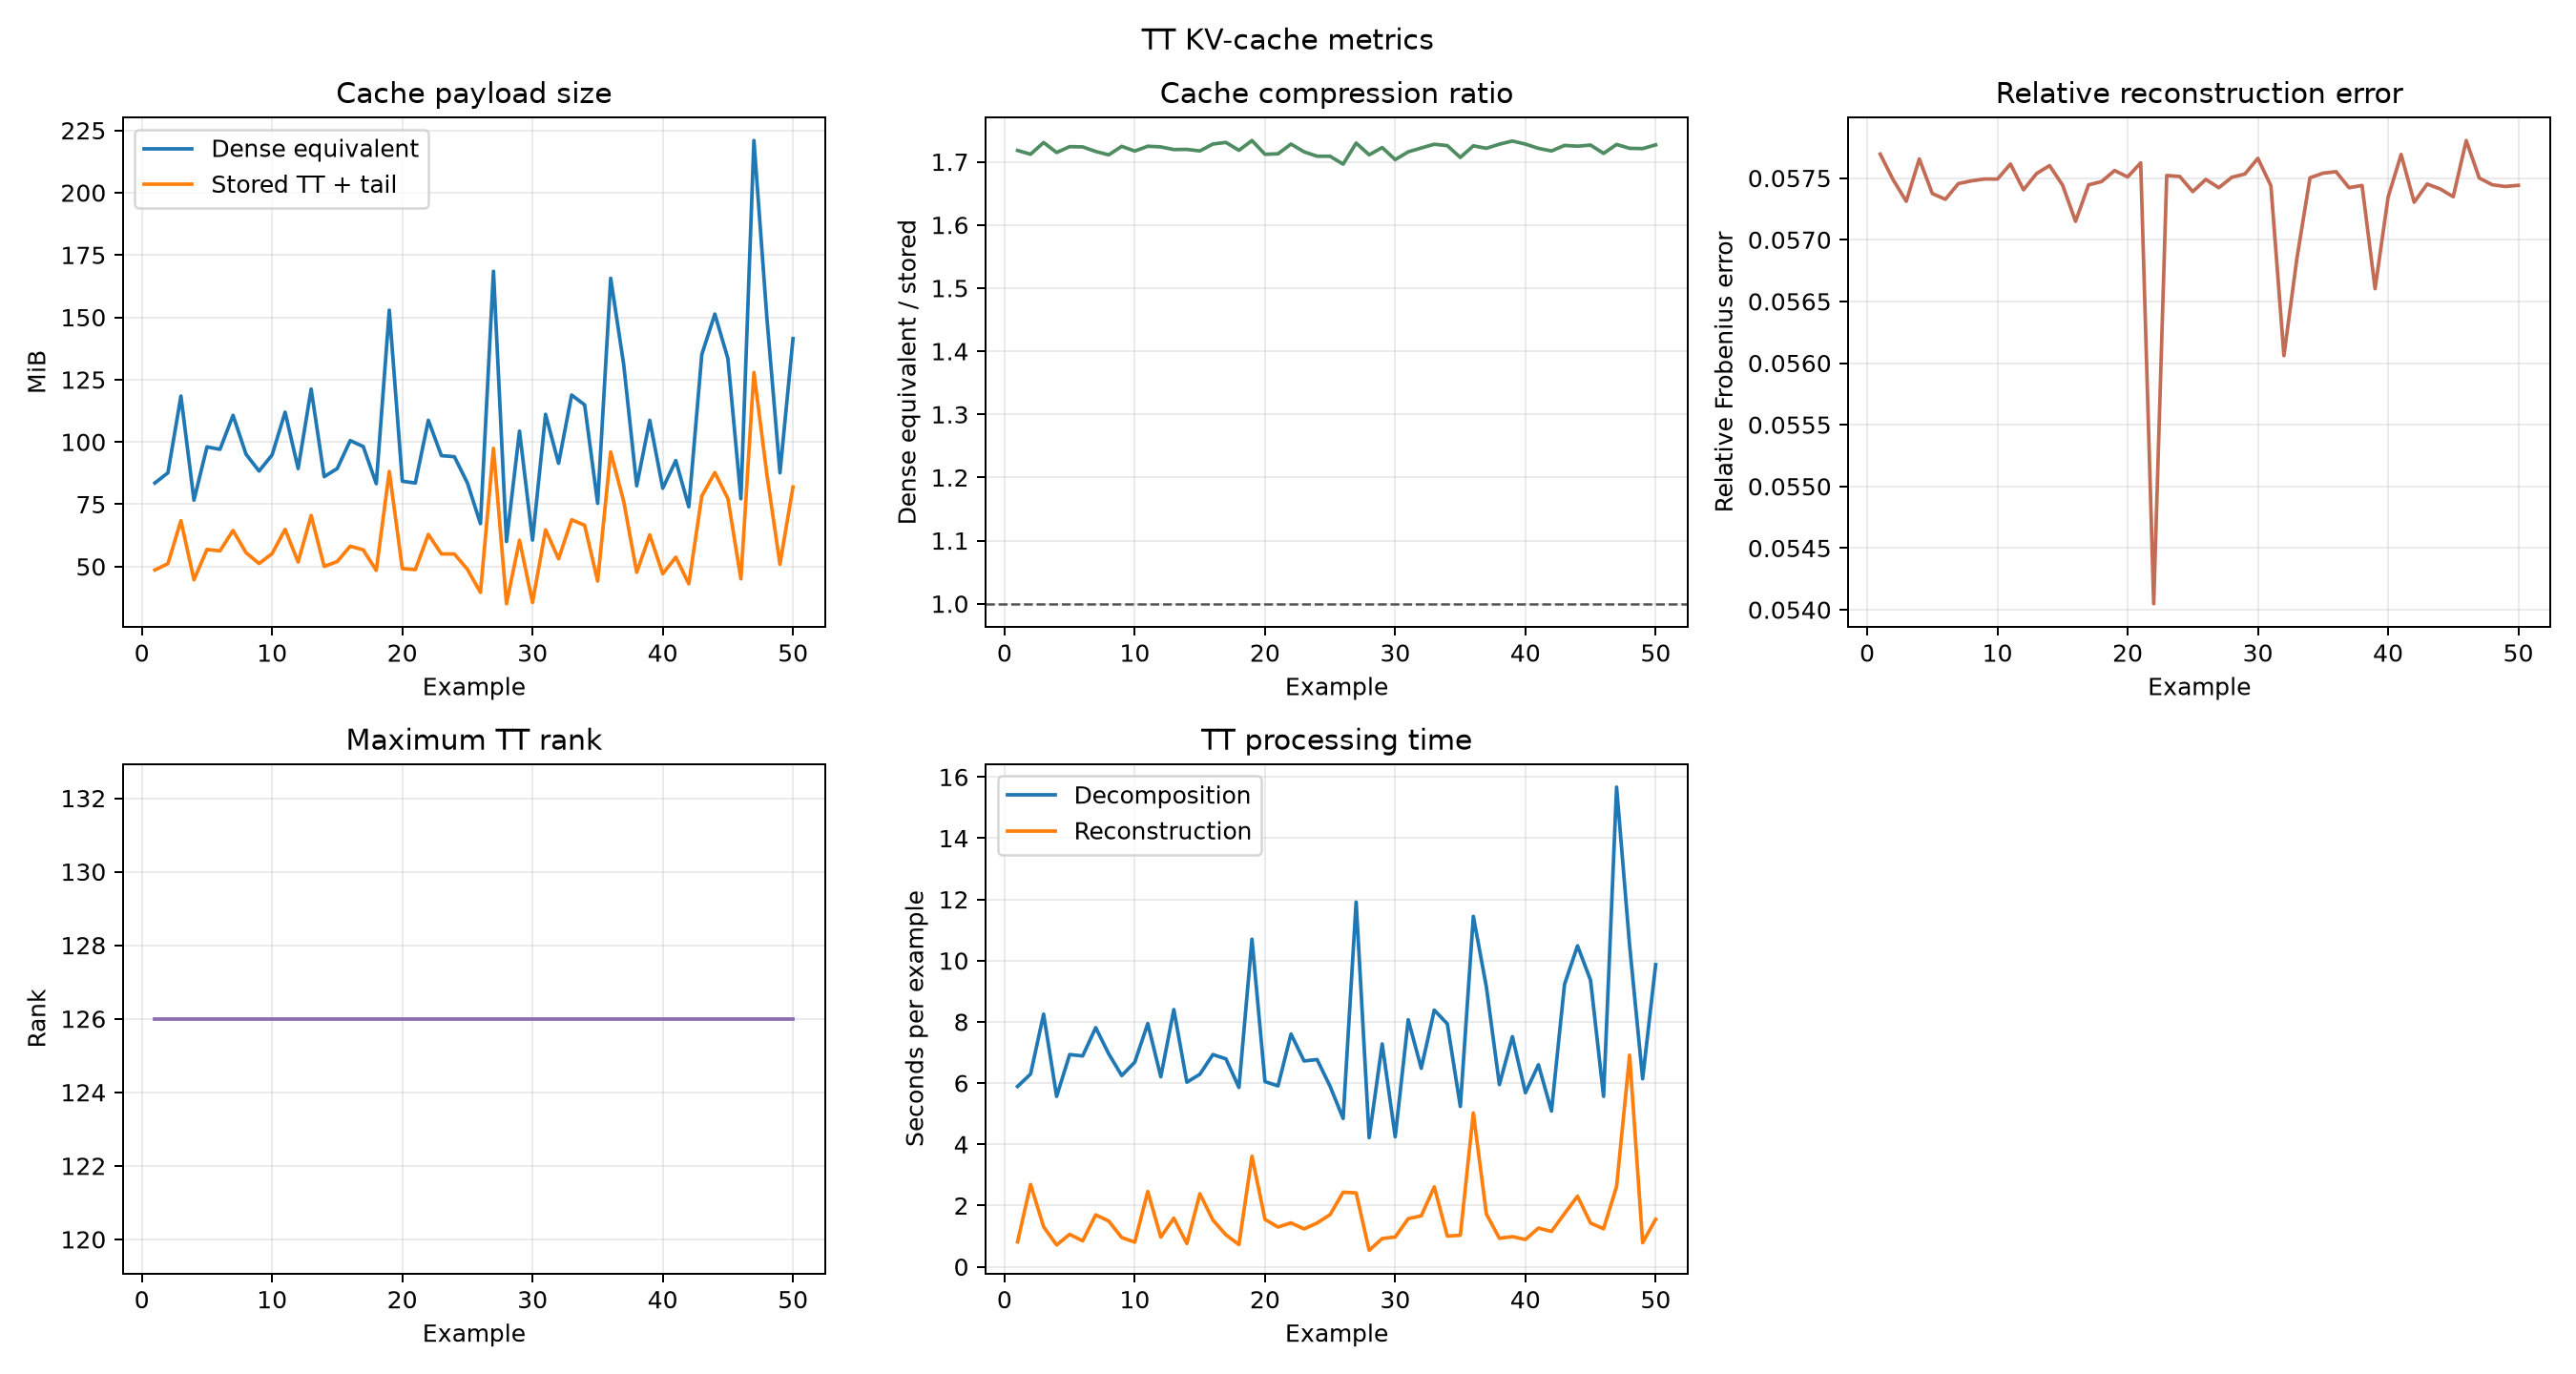 TT KV-cache metrics
Cache payload size
225
200
175
150
125
100
75
50
MiB
Dense equivalent
Stored TT + tail
0 10 20 30 40 50
Example
Cache compression ratio
1.7
1.6
1.5
1.4
1.3
1.2
1.1
1.0
Dense equivalent / stored
0 10 20 30 40 50
Example
Relative reconstruction error
0.0575
0.0570
0.0565
0.0560
0.0555
0.0550
0.0545
0.0540
Relative Frobenius error
0 10 20 30 40 50
Example
Maximum TT rank
132
130
128
126
124
122
120
Rank
0 10 20 30 40 50
Example
TT processing time
16
14
12
10
8
6
4
2
0
Seconds per example
Decomposition
Reconstruction
0 10 20 30 40 50
Example